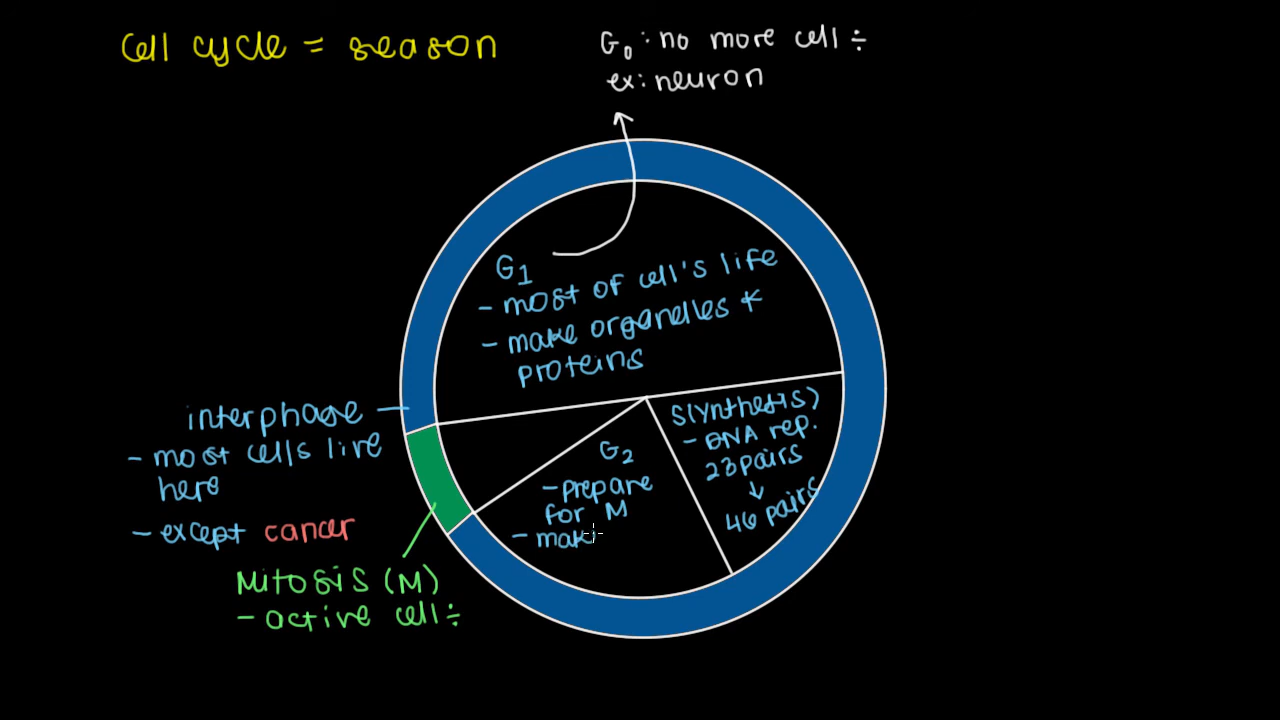 cell cycle = season
G₀: no more cell ÷
ex: neuron
G1
- most of cell's life
- make organelles +
proteins
interphase
- most cells live
here
- except cancer
Mitosis (M)
- active cell ÷
S(ynthesis)
- DNA rep.
23 pairs
↓
46 pairs
G₂
- prepare
for M
- make